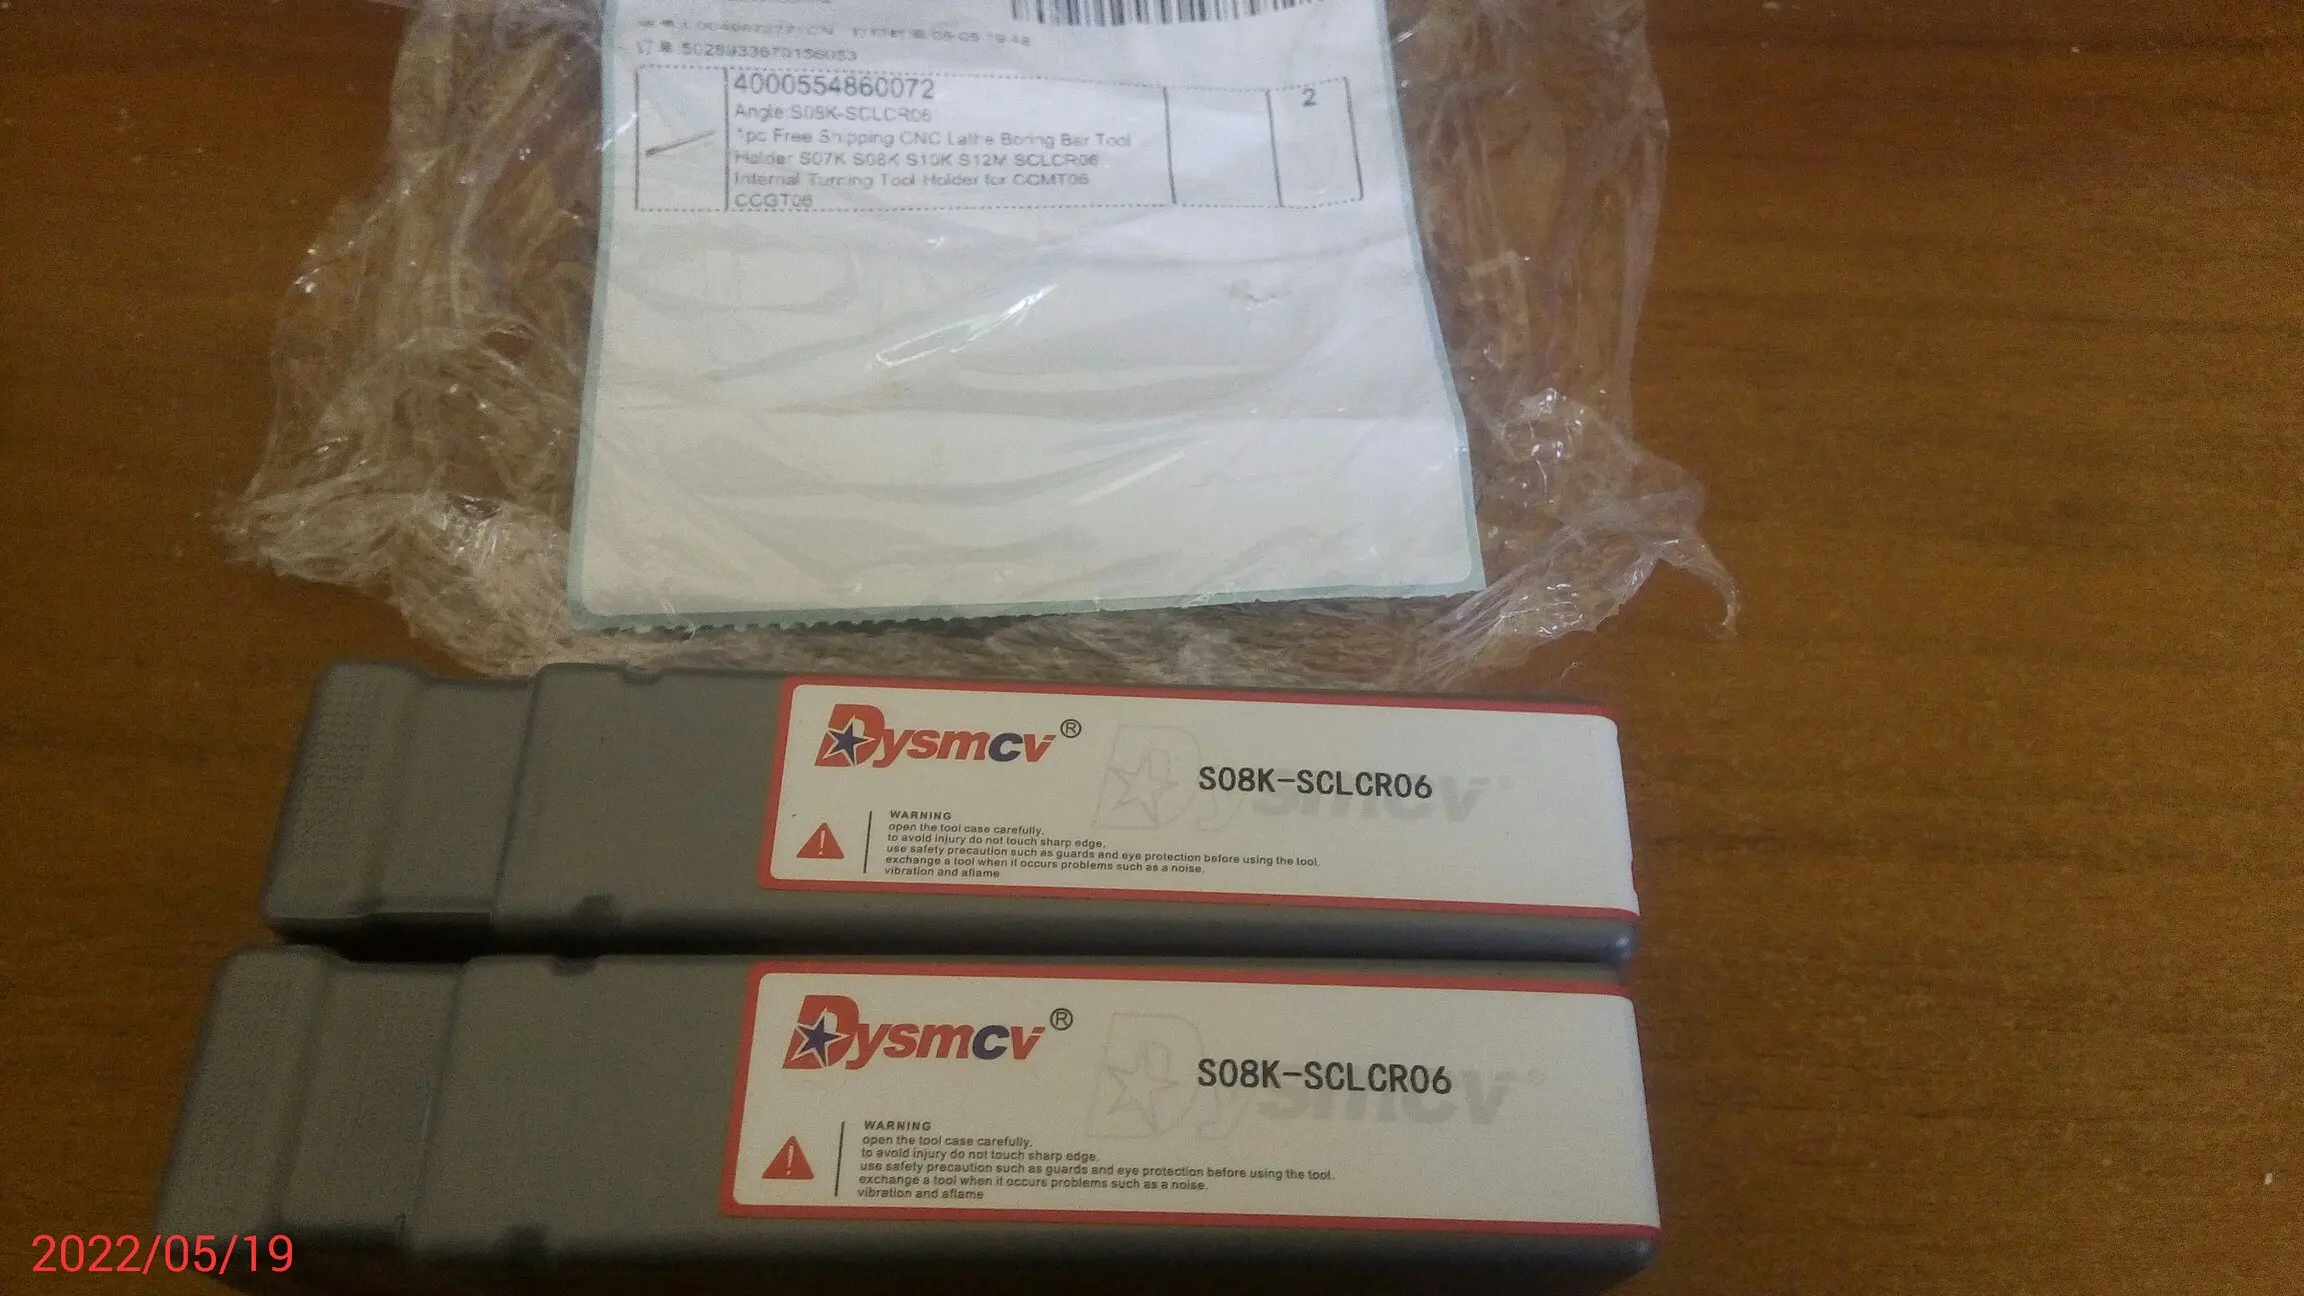 订单 5028933670156053
4000554860072
2
Angle:S08K-SCLCR06
1pc Free Shipping CNC Lathe Boring Bar Tool
Holder S07K S08K S10K S12M SCLCR06
Internal Turning Tool Holder for CCMT06
CCGT06
Dysmcv®
S08K-SCLCR06
WARNING
open the tool case carefully.
to avoid injury do not touch sharp edge.
use safety precaution such as guards and eye protection before using the tool.
exchange a tool when it occurs problems such as a noise.
vibration and aflame
Dysmcv®
S08K-SCLCR06
WARNING
open the tool case carefully.
to avoid injury do not touch sharp edge.
use safety precaution such as guards and eye protection before using the tool.
exchange a tool when it occurs problems such as a noise.
vibration and aflame
2022/05/19